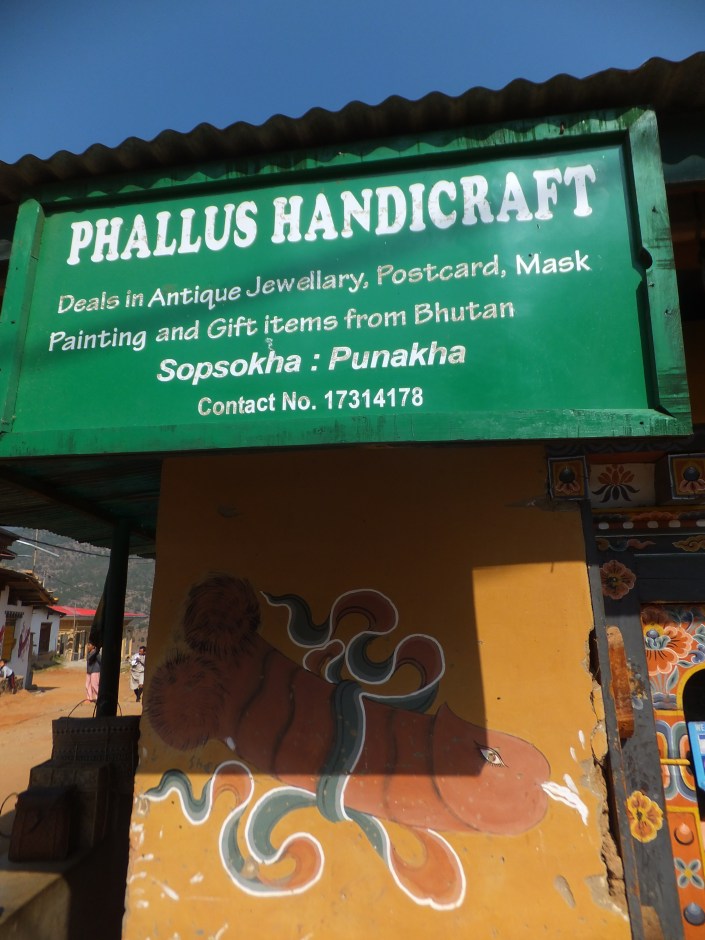 PHALLUS HANDICRAFT
Deals in Antique Jewellary, Postcard, Mask
Painting and Gift items from Bhutan
Sopsokha : Punakha
Contact No. 17314178